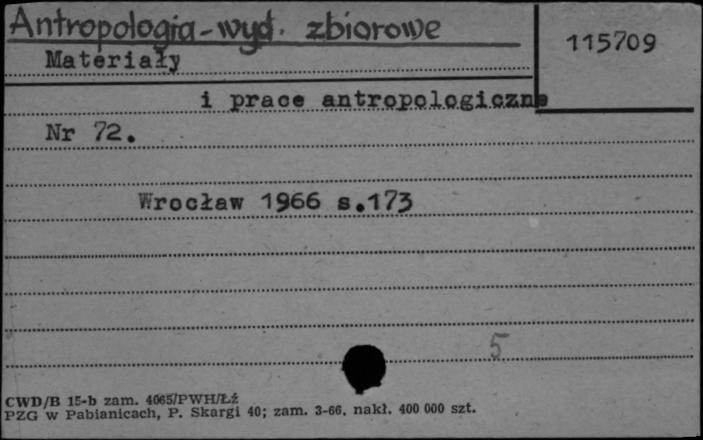 Antropologia-wyd. zbiorowe
115709
Materiały
i prace antropologiczne
Nr 72.
Wrocław 1966 s.173
5
CWD/B 15-b zam. 4065/PWH/Łź
PZG w Pabianicach, P. Skargi 40; zam. 3-66. nakł. 400 000 szt.